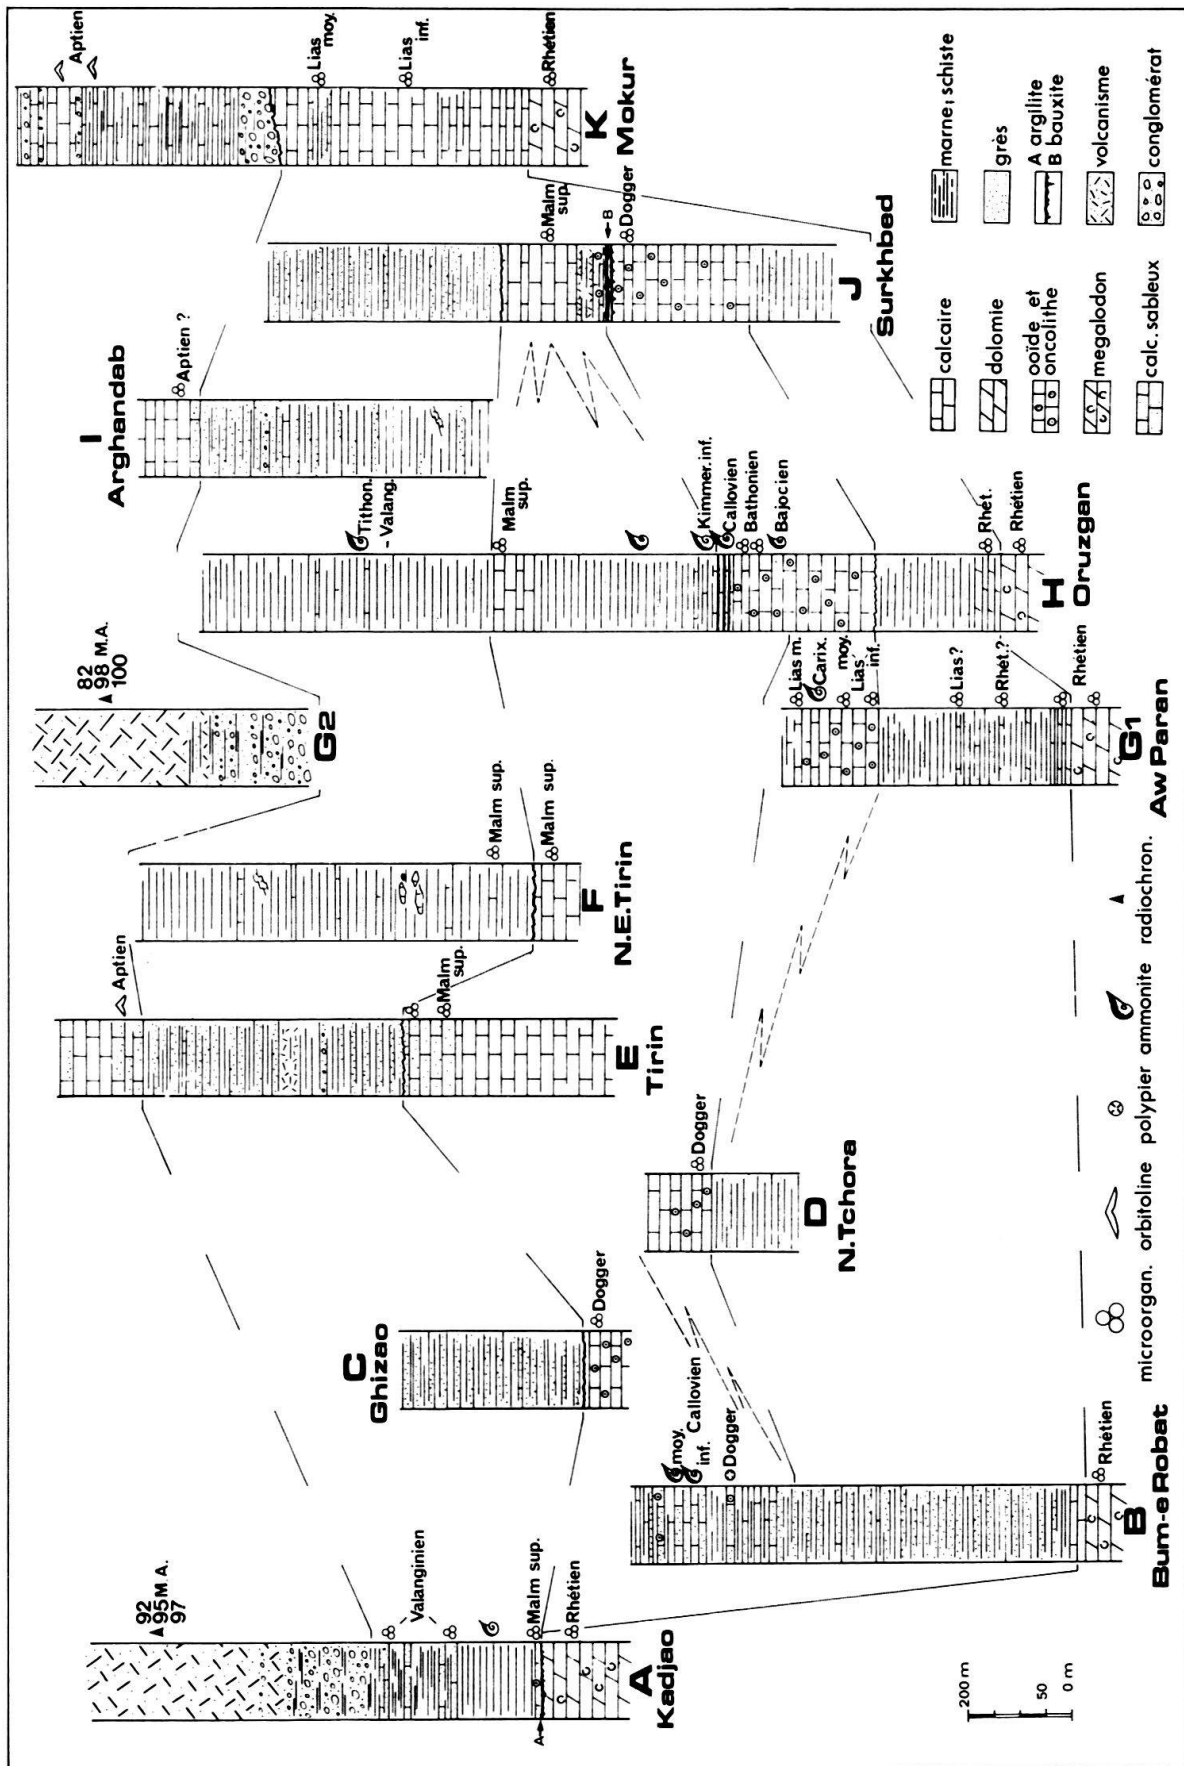 92
95 M.A.
97
Valanginien
Malm sup.
Rhétien
A
A
Kadjao
moy.
inf. Callovien
Dogger
Rhétien
B
Bum-e Robat
Dogger
C
Ghizao
Dogger
D
N.Tchora
Aptien
Malm
sup.
E
Tirin
Malm sup.
Malm sup.
F
N.E.Tirin
82
98 M.A.
100
G2
Lias m.
Carix.
moy.
Lias inf.
Lias ?
Rhét.?
Rhétien
G1
Aw Paran
Tithon.
- Valang.
Malm
sup.
Kimmer. inf.
Callovien
Bathonien
Bajocien
Rhét.
Rhétien
H
Oruzgan
Aptien ?
I
Arghandab
Malm
sup.
B
Dogger
J
Surkhbed
Aptien
Lias
moy.
Lias
inf.
Rhétien
K
Mokur
calcaire
dolomie
ooïde et
oncolithe
megalodon
calc. sableux
marne, schiste
grès
A argilite
B bauxite
volcanisme
conglomérat
microorgan. orbitoline polypier ammonite radiochron.
200 m
50
0 m